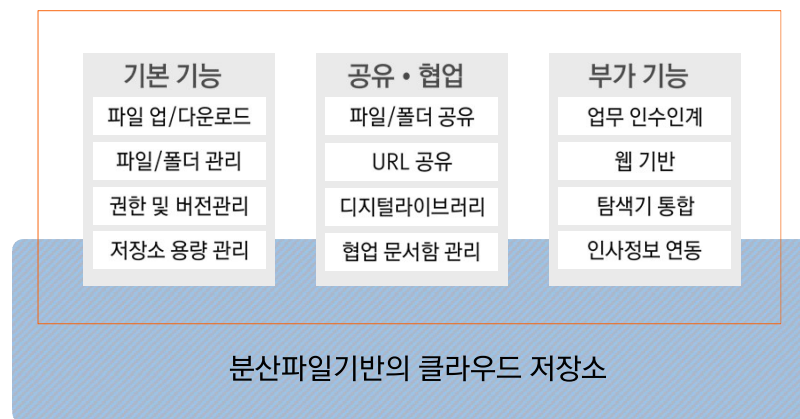 기본 기능
파일 업/다운로드
파일/폴더 관리
권한 및 버전관리
저장소 용량 관리
공유 • 협업
파일/폴더 공유
URL 공유
디지털라이브러리
협업 문서함 관리
부가 기능
업무 인수인계
웹 기반
탐색기 통합
인사정보 연동
분산파일기반의 클라우드 저장소